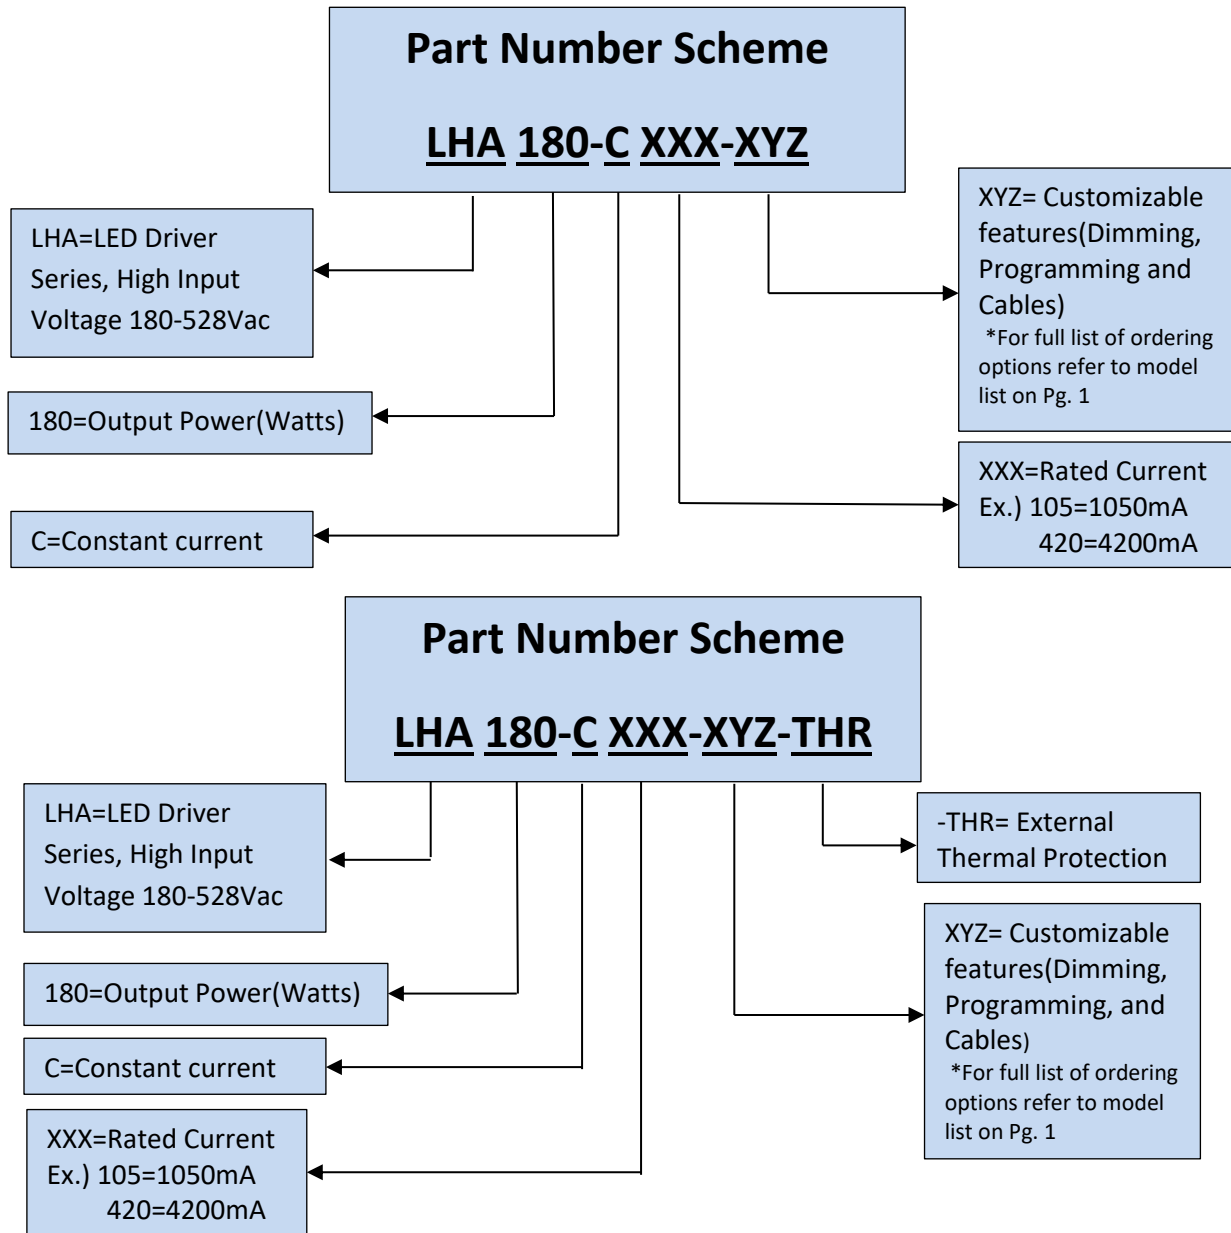 Part Number Scheme
LHA 180-C XXX-XYZ
LHA=LED Driver
Series, High Input
Voltage 180-528Vac
180=Output Power(Watts)
C=Constant current
XYZ= Customizable
features(Dimming,
Programming and
Cables)
*For full list of ordering
options refer to model
list on Pg. 1
XXX=Rated Current
Ex.) 105=1050mA
420=4200mA
Part Number Scheme
LHA 180-C XXX-XYZ-THR
LHA=LED Driver
Series, High Input
Voltage 180-528Vac
180=Output Power(Watts)
C=Constant current
XXX=Rated Current
Ex.) 105=1050mA
420=4200mA
-THR= External
Thermal Protection
XYZ= Customizable
features(Dimming,
Programming, and
Cables)
*For full list of ordering
options refer to model
list on Pg. 1